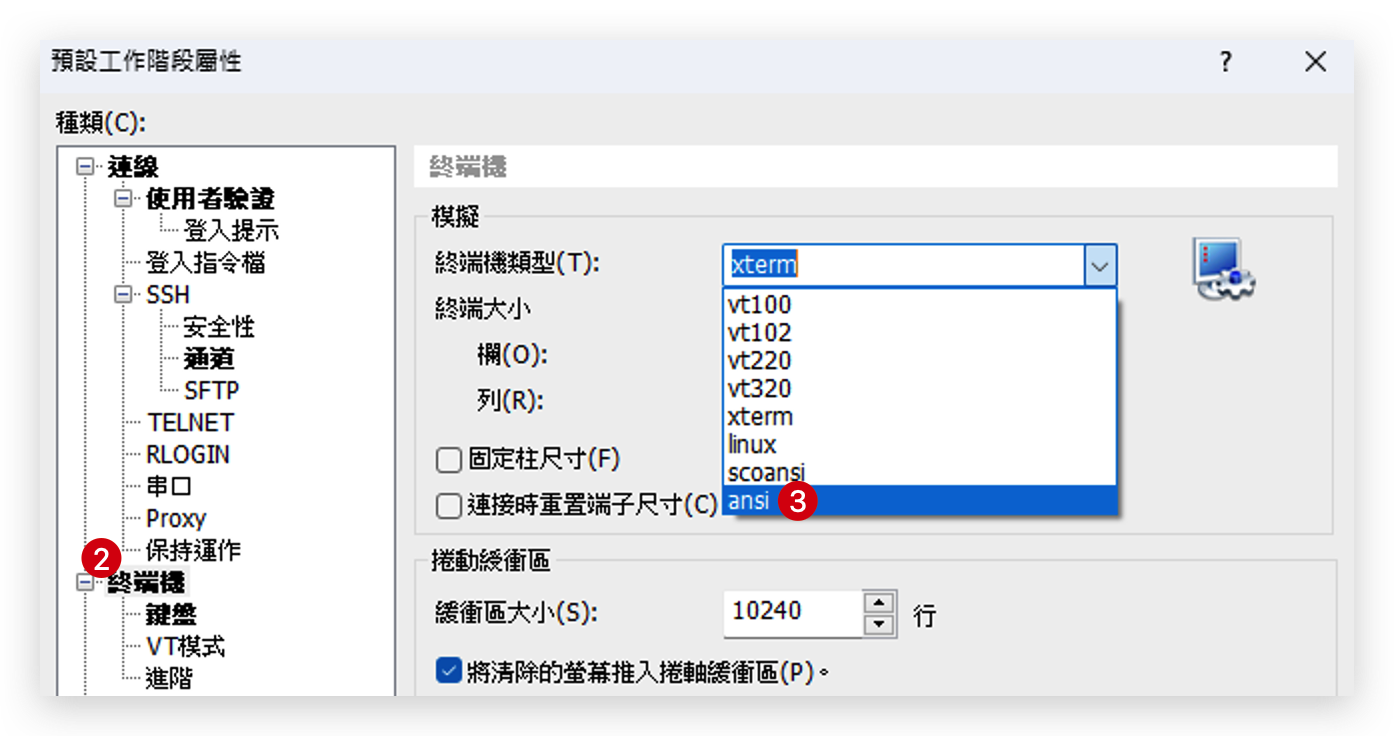 預設工作階段屬性 ?
種類(C):
連線
使用者驗證
登入提示
登入指令檔
SSH
安全性
通道
SFTP
TELNET
RLOGIN
串口
Proxy
保持運作
2
終端機
鍵盤
VT模式
進階
終端機
模擬
終端機類型(T): xterm
vt100
vt102
vt220
vt320
xterm
linux
scoansi
ansi 3
終端大小
欄(O):
列(R):
固定柱尺寸(F)
連接時重置端子尺寸(C)
捲動緩衝區
緩衝區大小(S): 10240 行
將清除的螢幕推入捲軸緩衝區(P)。